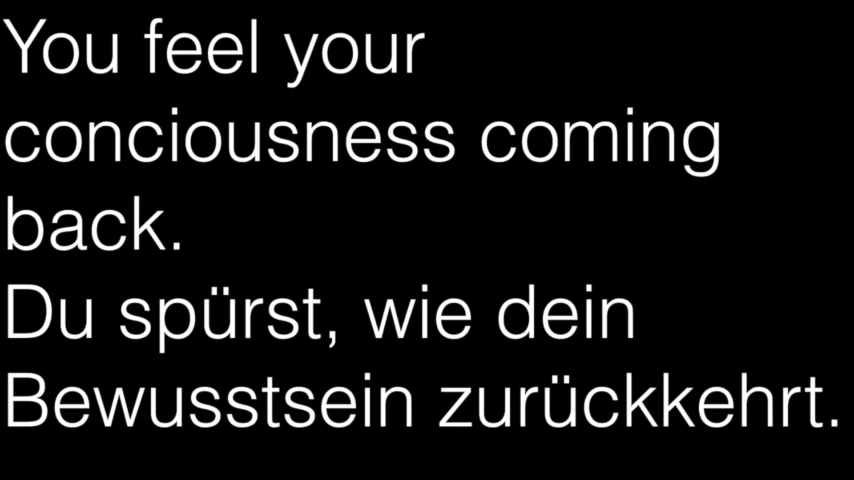 You feel your
conciousness coming
back.
Du spürst, wie dein
Bewusstsein zurückkehrt.